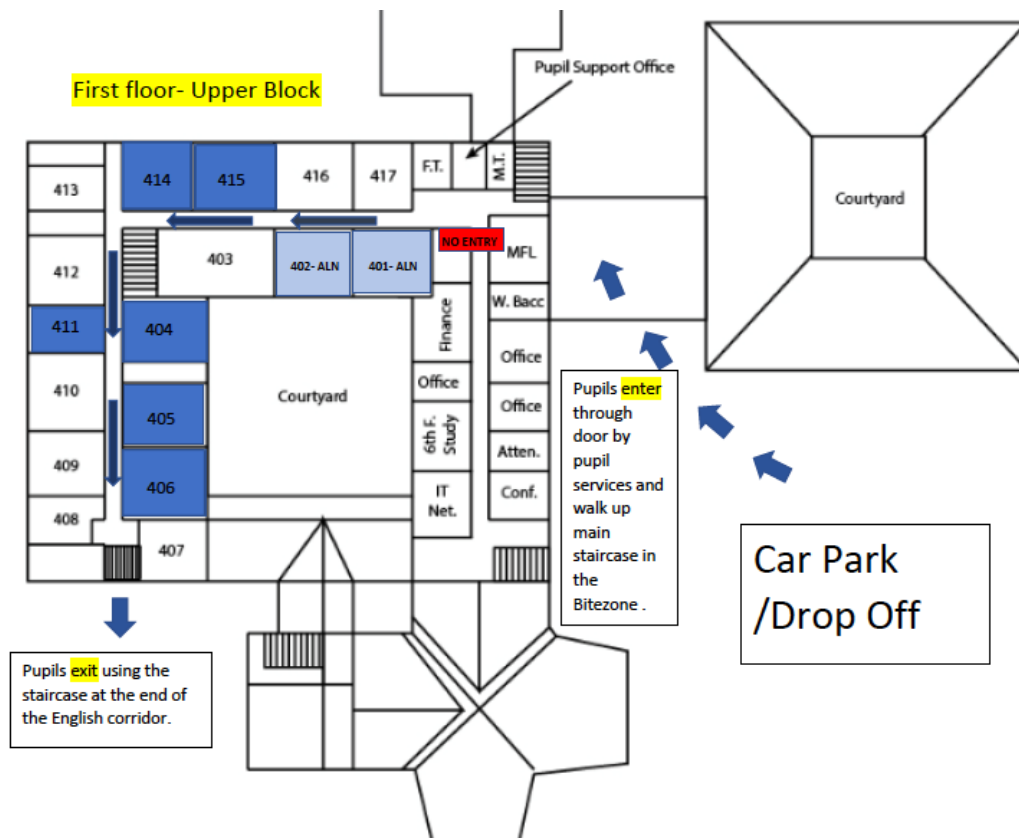 Pupil Support Office
First floor- Upper Block
413
414
415
416
417
F.T.
M.T.
Courtyard
NO ENTRY
MFL
412
403
402- ALN
401- ALN
W. Bacc
411
404
Finance
Office
410
405
Courtyard
Office
Office
6th F.
Study
Atten.
409
406
IT
Net.
Conf.
408
407
Pupils enter
through
door by
pupil
services and
walk up
main
staircase in
the
Bitezone .
Car Park
/Drop Off
Pupils exit using the
staircase at the end of
the English corridor.